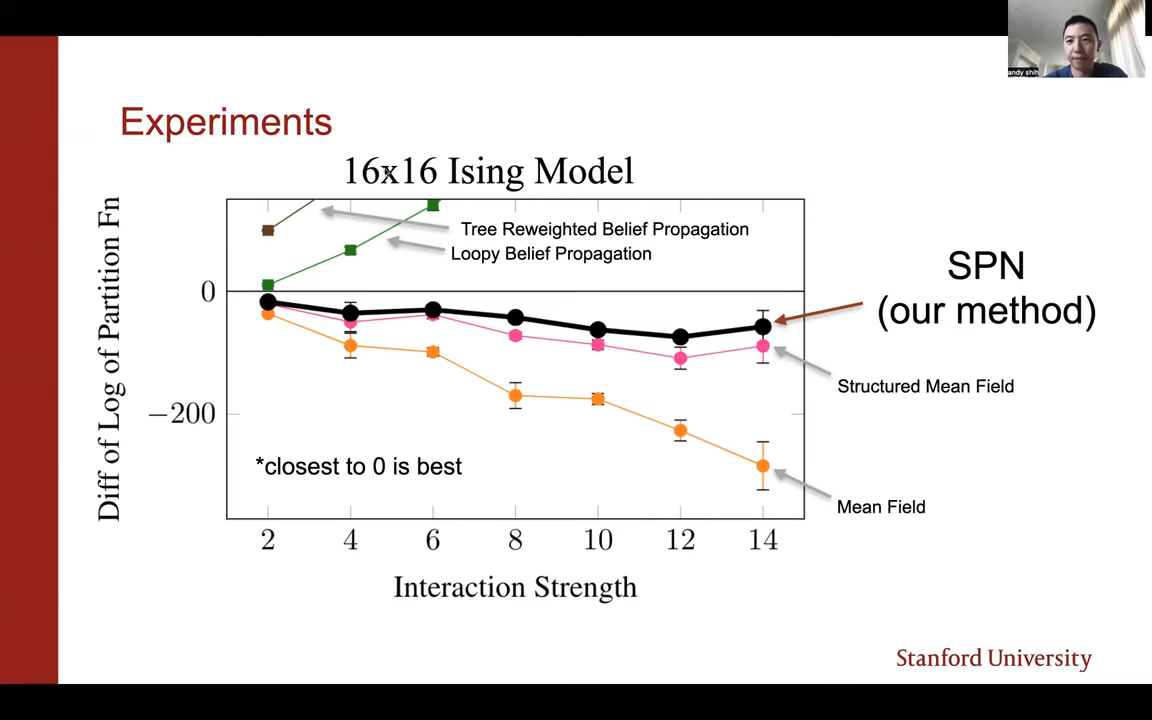 andy shih
Experiments
16x16 Ising Model
Diff of Log of Partition Fn
0
−200
Tree Reweighted Belief Propagation
Loopy Belief Propagation
SPN
(our method)
Structured Mean Field
*closest to 0 is best
Mean Field
2 4 6 8 10 12 14
Interaction Strength
Stanford University